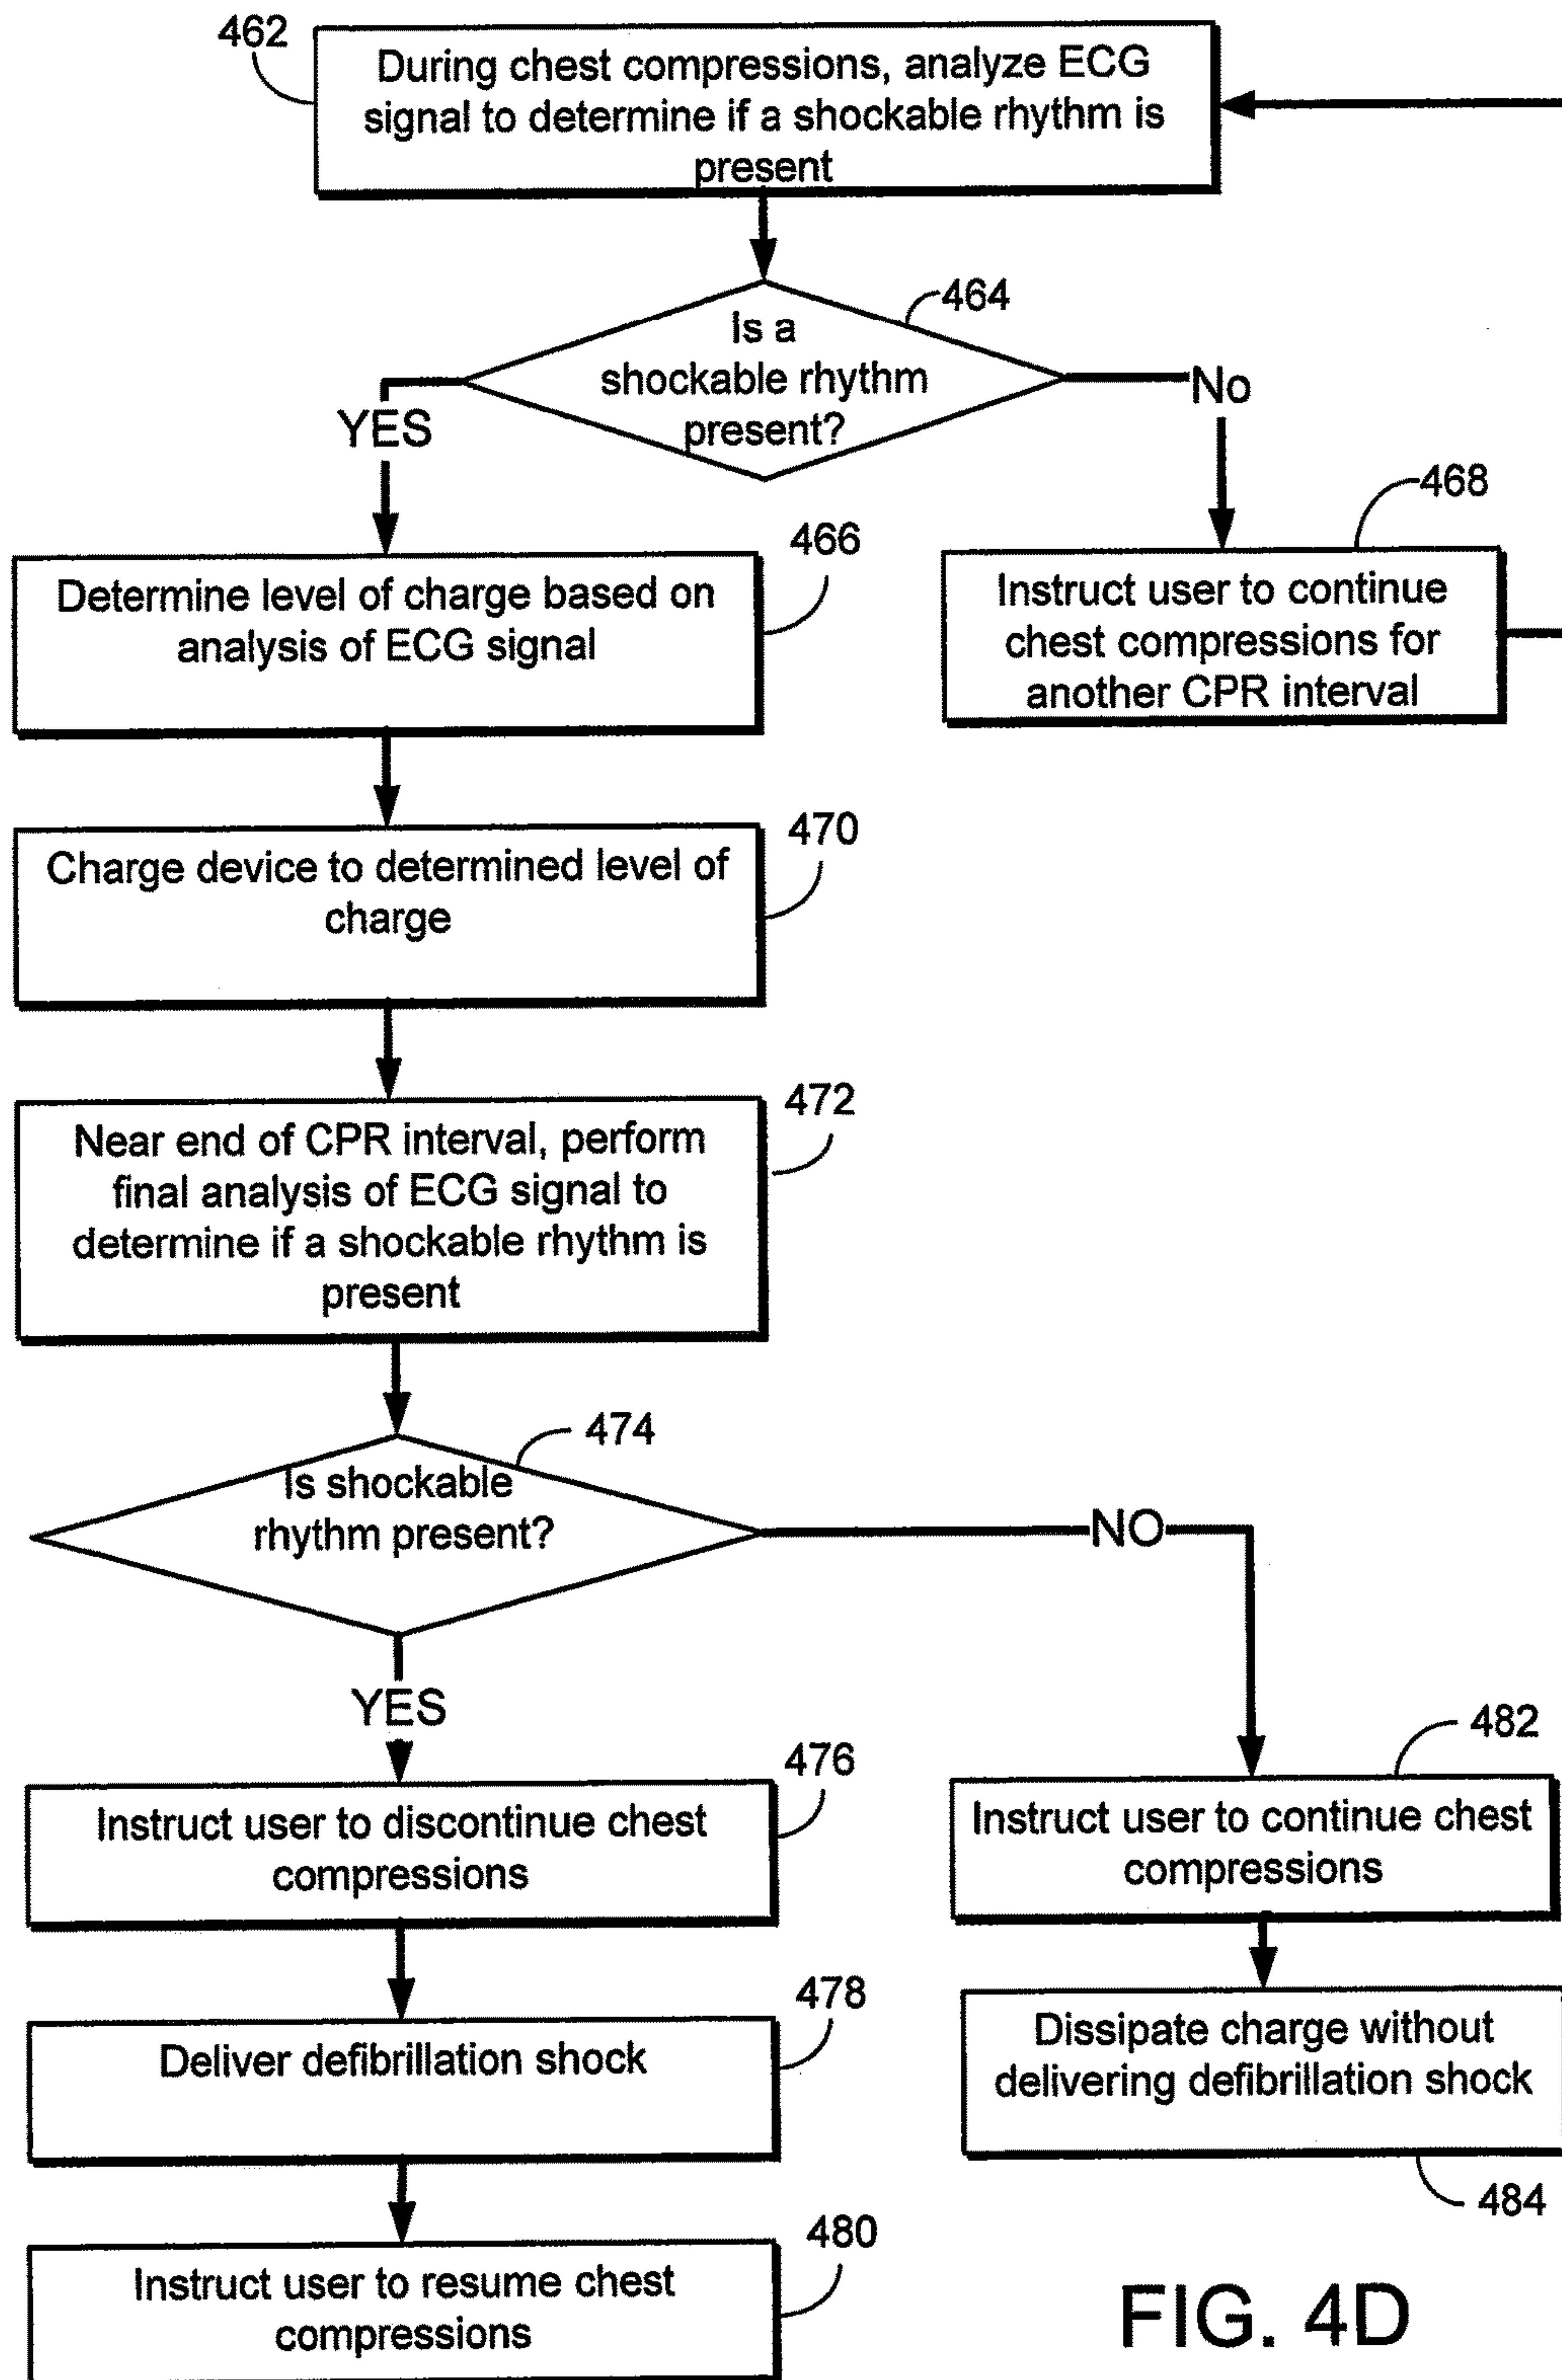 462
During chest compressions, analyze ECG
signal to determine if a shockable rhythm is
present
464
Is a
shockable rhythm
present?
YES
No
466
Determine level of charge based on
analysis of ECG signal
468
Instruct user to continue
chest compressions for
another CPR interval
470
Charge device to determined level of
charge
472
Near end of CPR interval, perform
final analysis of ECG signal to
determine if a shockable rhythm is
present
474
Is shockable
rhythm present?
NO
YES
476
Instruct user to discontinue chest
compressions
482
Instruct user to continue chest
compressions
478
Deliver defibrillation shock
Dissipate charge without
delivering defibrillation shock
484
480
Instruct user to resume chest
compressions
FIG. 4D